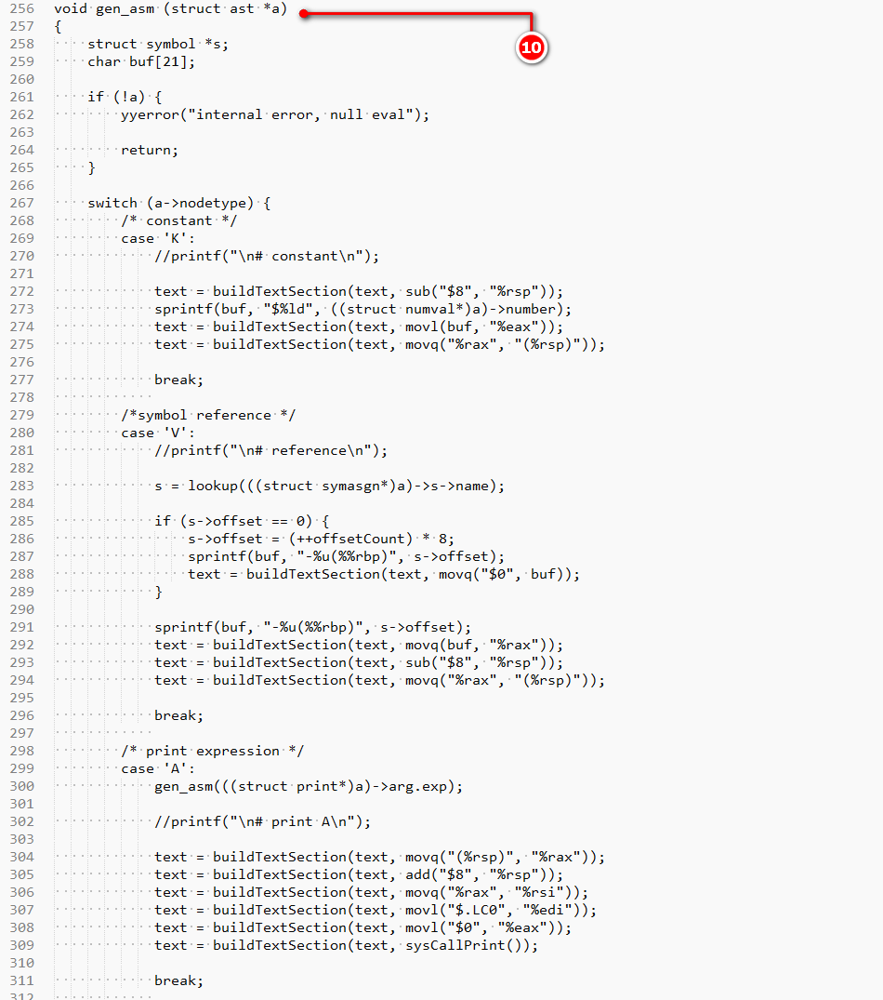 256 void gen_asm (struct ast *a)
10
257 {
258 struct symbol *s;
259 char buf[21];
260
261 if (!a) {
262 yyerror("internal error, null eval");
263
264 return;
265 }
266
267 switch (a->nodetype) {
268 /* constant */
269 case 'K':
270 //printf("\n# constant\n");
271
272 text = buildTextSection(text, sub("$8", "%rsp"));
273 sprintf(buf, "$%ld", ((struct numval*)a)->number);
274 text = buildTextSection(text, movl(buf, "%eax"));
275 text = buildTextSection(text, movq("%rax", "(%rsp)"));
276
277 break;
278
279 /*symbol reference */
280 case 'V':
281 //printf("\n# reference\n");
282
283 s = lookup(((struct symasgn*)a)->s->name);
284
285 if (s->offset == 0) {
286 s->offset = (++offsetCount) * 8;
287 sprintf(buf, "-%u(%%rbp)", s->offset);
288 text = buildTextSection(text, movq("$0", buf));
289 }
290
291 sprintf(buf, "-%u(%%rbp)", s->offset);
292 text = buildTextSection(text, movq(buf, "%rax"));
293 text = buildTextSection(text, sub("$8", "%rsp"));
294 text = buildTextSection(text, movq("%rax", "(%rsp)"));
295
296 break;
297
298 /* print expression */
299 case 'A':
300 gen_asm(((struct print*)a)->arg.exp);
301
302 //printf("\n# print A\n");
303
304 text = buildTextSection(text, movq("(%rsp)", "%rax"));
305 text = buildTextSection(text, add("$8", "%rsp"));
306 text = buildTextSection(text, movq("%rax", "%rsi"));
307 text = buildTextSection(text, movl("$.LC0", "%edi"));
308 text = buildTextSection(text, movl("$0", "%eax"));
309 text = buildTextSection(text, sysCallPrint());
310
311 break;
312